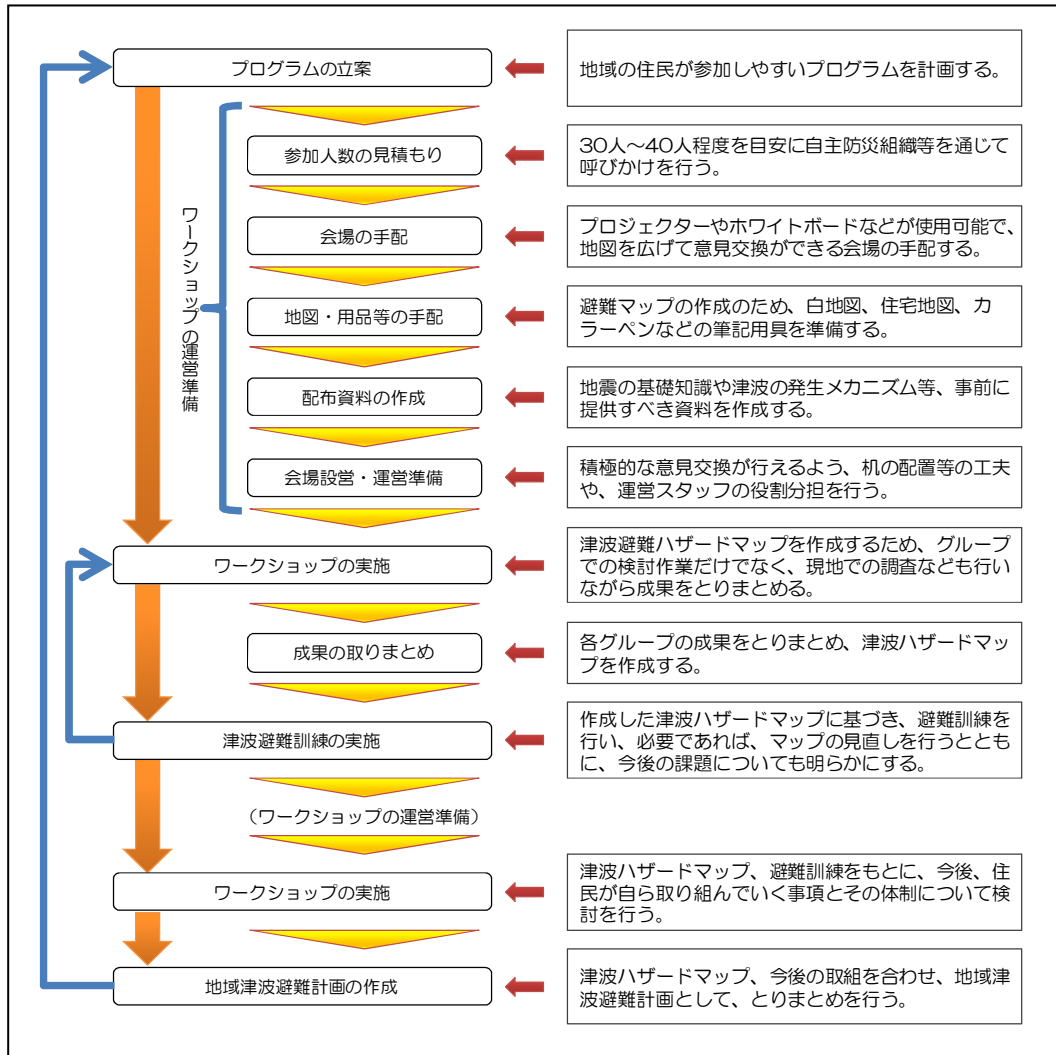 プログラムの立案
地域の住民が参加しやすいプログラムを計画する。
ワークショップの運営準備
参加人数の見積もり
30人～40人程度を目安に自主防災組織等を通じて
呼びかけを行う。
会場の手配
プロジェクターやホワイトボードなどが使用可能で、
地図を広げて意見交換ができる会場の手配する。
地図・用品等の手配
避難マップの作成のため、白地図、住宅地図、カ
ラーペンなどの筆記用具を準備する。
配布資料の作成
地震の基礎知識や津波の発生メカニズム等、事前に
提供すべき資料を作成する。
会場設営・運営準備
積極的な意見交換が行えるよう、机の配置等の工夫
や、運営スタッフの役割分担を行う。
ワークショップの実施
津波避難ハザードマップを作成するため、グループ
での検討作業だけでなく、現地での調査なども行い
ながら成果をとりまとめる。
成果の取りまとめ
各グループの成果をとりまとめ、津波ハザードマッ
プを作成する。
津波避難訓練の実施
作成した津波ハザードマップに基づき、避難訓練を
行い、必要であれば、マップの見直しを行うととも
に、今後の課題についても明らかにする。
（ワークショップの運営準備）
ワークショップの実施
津波ハザードマップ、避難訓練をもとに、今後、住
民が自ら取り組んでいく事項とその体制について検
討を行う。
地域津波避難計画の作成
津波ハザードマップ、今後の取組を合わせ、地域津
波避難計画として、とりまとめを行う。